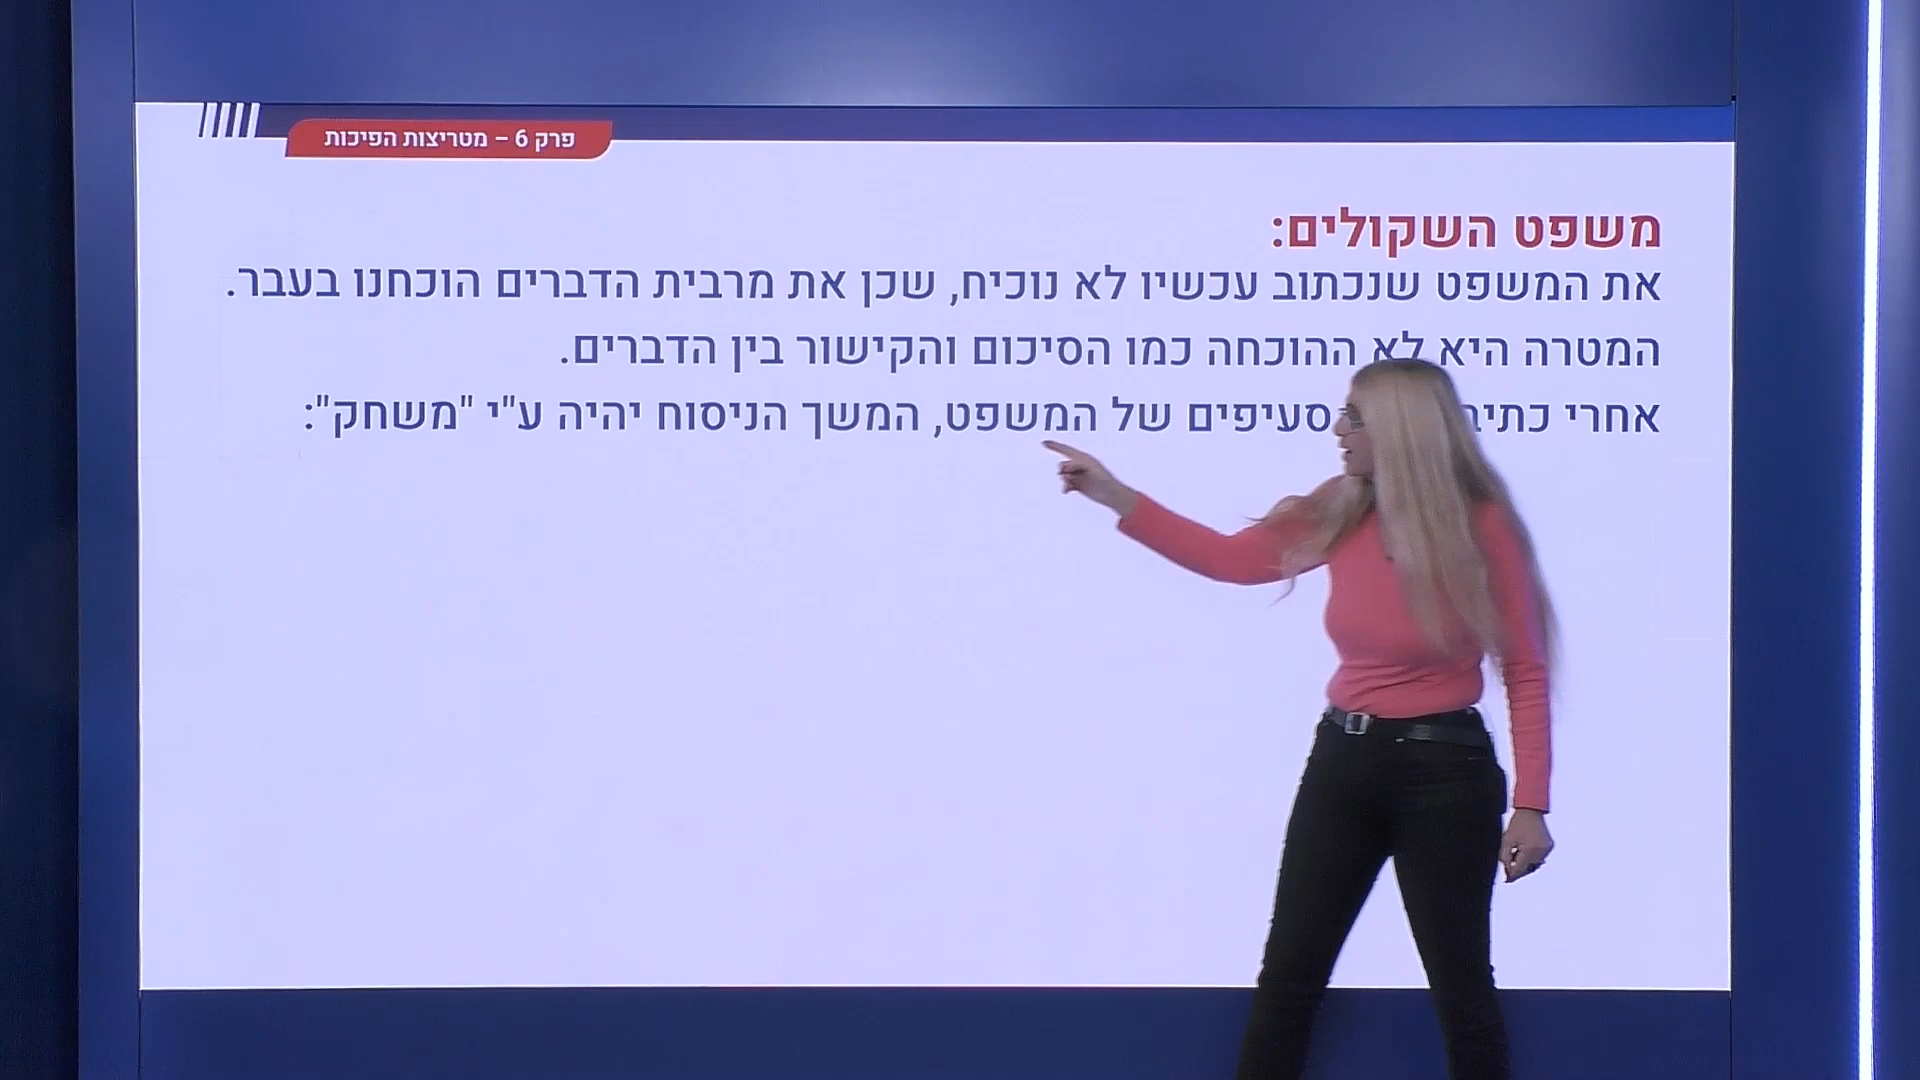 פרק 6 – מטריצות הפיכות
משפט השקולים:
את המשפט שנכתוב עכשיו לא נוכיח, שכן את מרבית הדברים הוכחנו בעבר.
המטרה היא לא ההוכחה כמו הסיכום והקישור בין הדברים.
אחרי סעיפים של המשפט, המשך הניסוח יהיה ע"י "משחק":